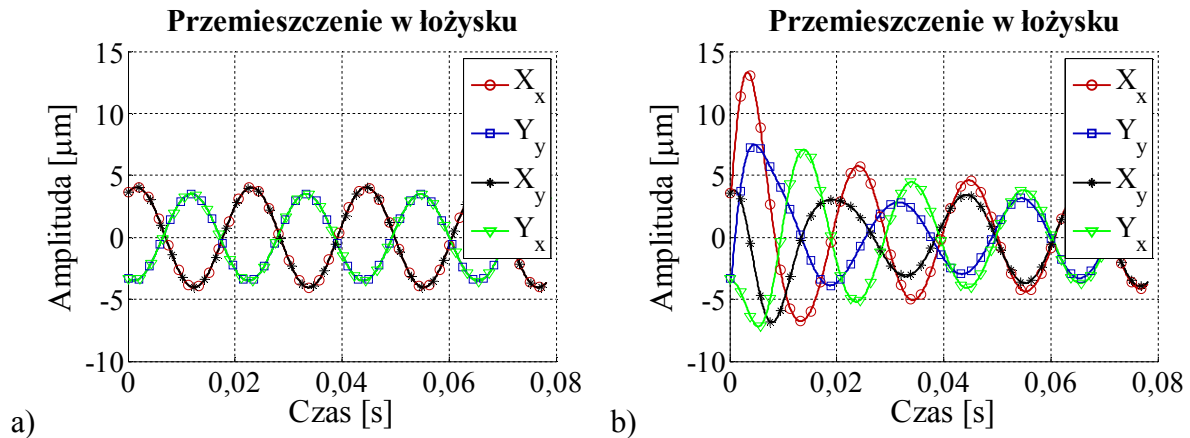 Przemieszczenie w łożysku
15
10
5
0
-5
-10
Amplituda [µm]
0
0,02
0,04
0,06
0,08
Czas [s]
X_x
Y_y
X_y
Y_x
a)
Przemieszczenie w łożysku
15
10
5
0
-5
-10
Amplituda [µm]
0
0,02
0,04
0,06
0,08
Czas [s]
X_x
Y_y
X_y
Y_x
b)